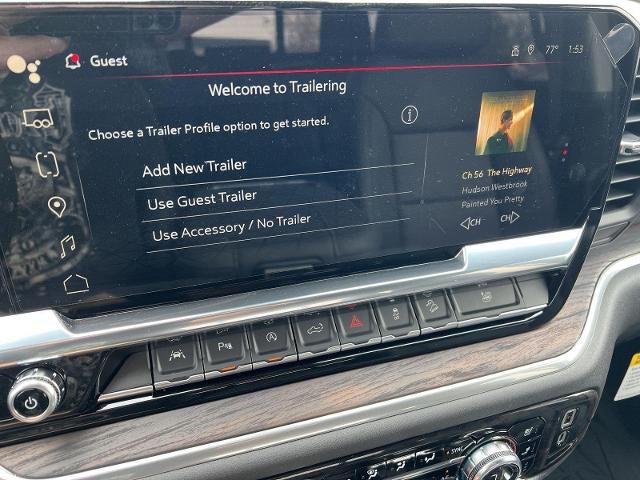 Guest
77° 1:53
Welcome to Trailering
Choose a Trailer Profile option to get started.
Add New Trailer
Use Guest Trailer
Use Accessory / No Trailer
Ch 56 The Highway
Hudson Westbrook
Painted You Pretty
CH CH
P
A
SYNC